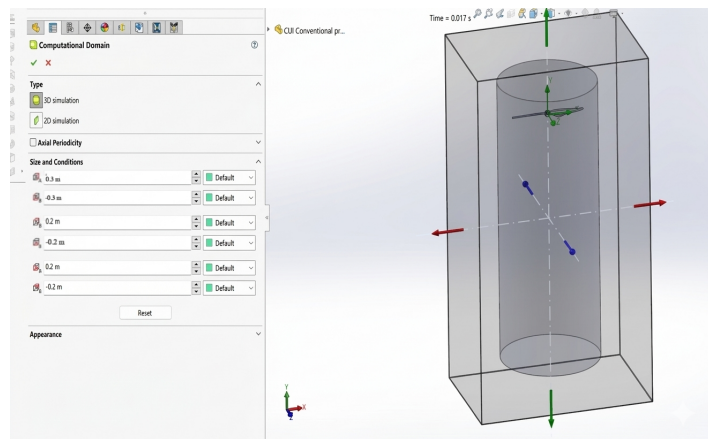 Computational Domain
Type
3D simulation
2D simulation
Axial Periodicity
Size and Conditions
0.3 m Default
-0.3 m Default
0.2 m Default
-0.2 m Default
0.2 m Default
-0.2 m Default
Reset
Appearance
CUI Conventional pr...
Time = 0.017 s
Y
X